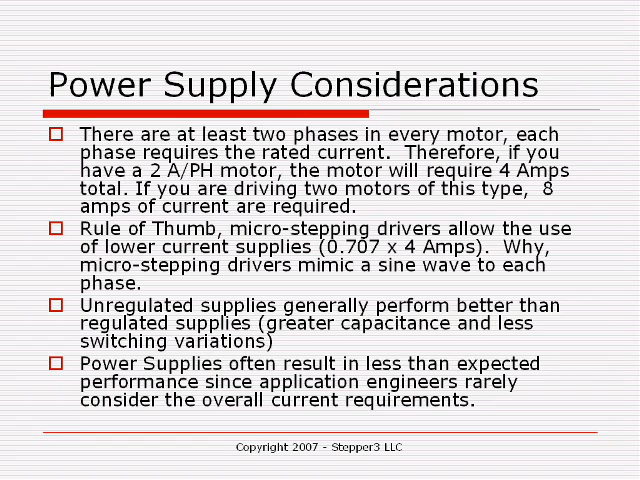 Power Supply Considerations
There are at least two phases in every motor, each
phase requires the rated current.  Therefore, if you
have a 2 A/PH motor, the motor will require 4 Amps
total. If you are driving two motors of this type,  8
amps of current are required.
Rule of Thumb, micro-stepping drivers allow the use
of lower current supplies (0.707 x 4 Amps).  Why,
micro-stepping drivers mimic a sine wave to each
phase.
Unregulated supplies generally perform better than
regulated supplies (greater capacitance and less
switching variations)
Power Supplies often result in less than expected
performance since application engineers rarely
consider the overall current requirements.
Copyright 2007 - Stepper3 LLC